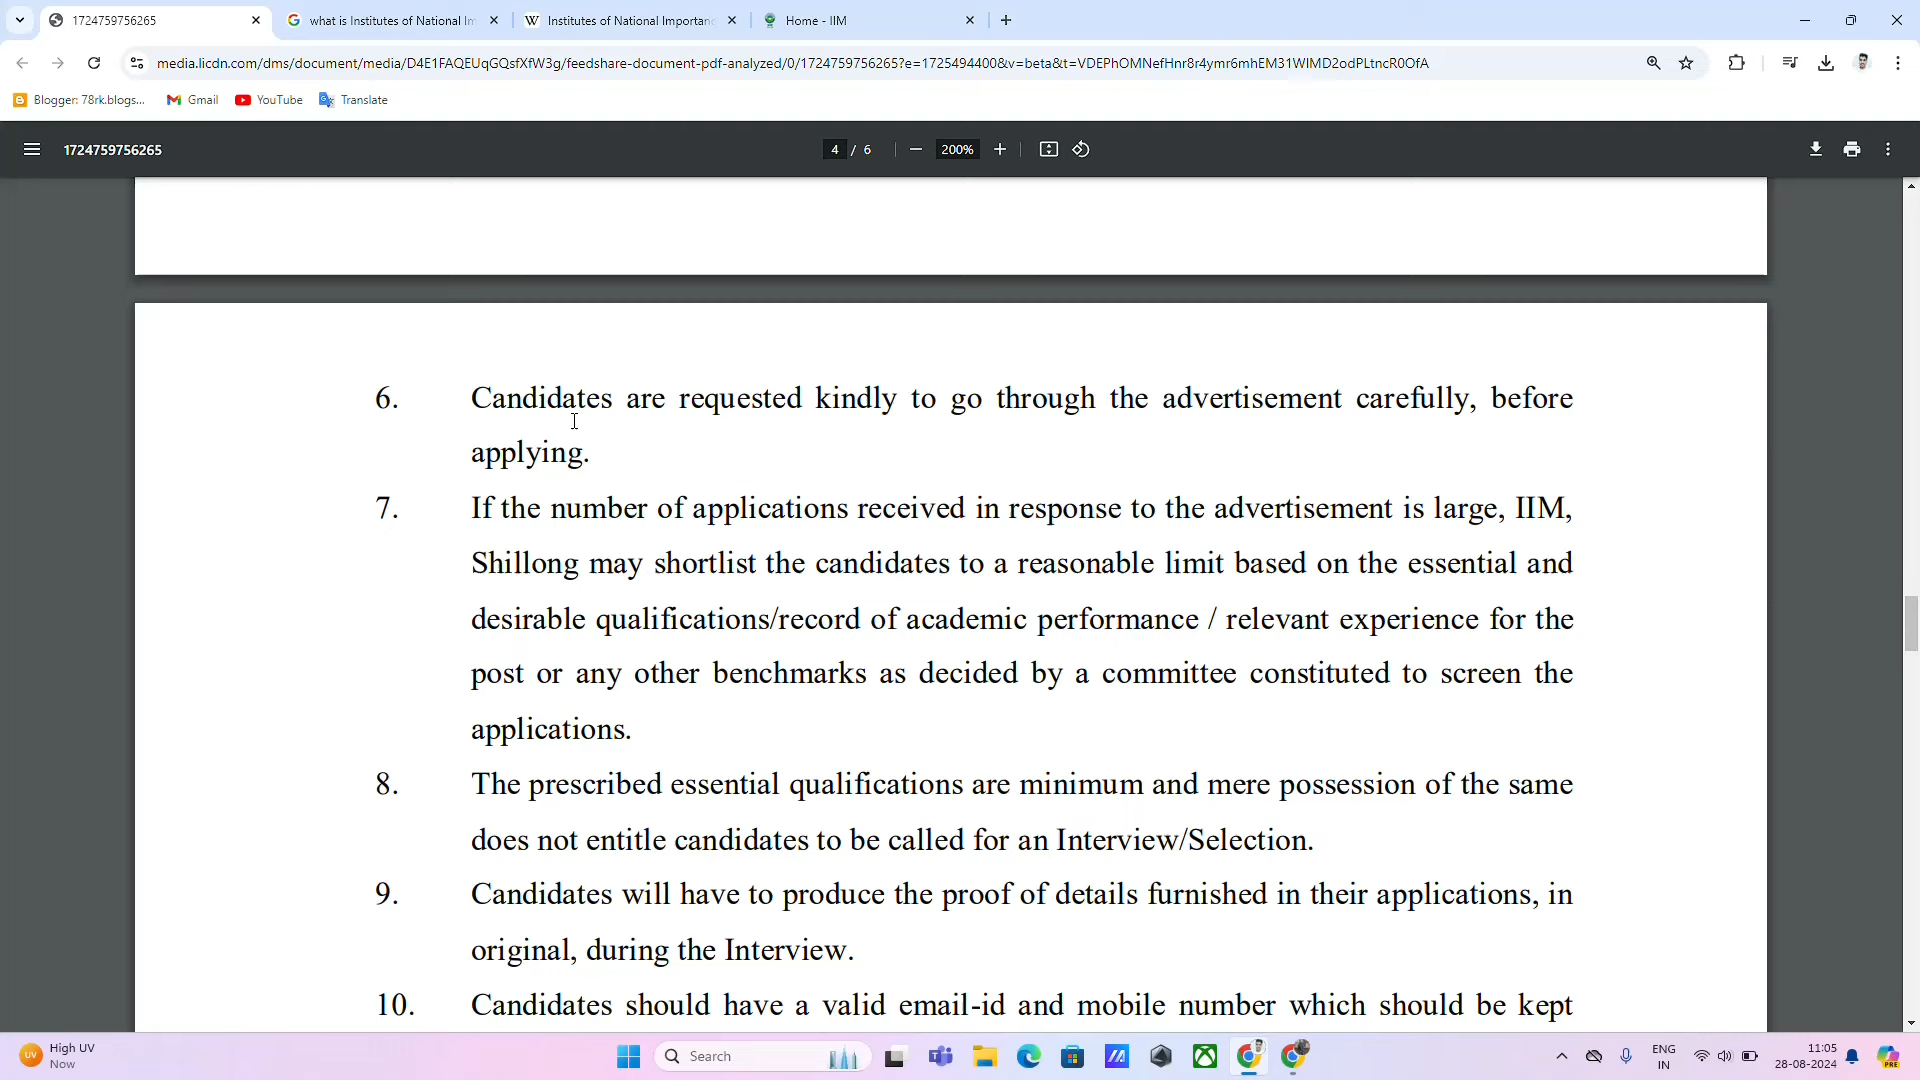 1724759756265
what is Institutes of National Im
Institutes of National Importanc
Home - IIM
media.licdn.com/dms/document/media/D4E1FAQEUqGQsfXfW3g/feedshare-document-pdf-analyzed/0/1724759756265?e=1725494400&v=beta&t=VDEPhOMNefHnr8r4ymr6mhEM31WIMD2odPLtncR0OfA
Blogger: 78rk.blogs...
Gmail
YouTube
Translate
1724759756265
4 / 6
200%
6. Candidates are requested kindly to go through the advertisement carefully, before
applying.
7. If the number of applications received in response to the advertisement is large, IIM,
Shillong may shortlist the candidates to a reasonable limit based on the essential and
desirable qualifications/record of academic performance / relevant experience for the
post or any other benchmarks as decided by a committee constituted to screen the
applications.
8. The prescribed essential qualifications are minimum and mere possession of the same
does not entitle candidates to be called for an Interview/Selection.
9. Candidates will have to produce the proof of details furnished in their applications, in
original, during the Interview.
10. Candidates should have a valid email-id and mobile number which should be kept
UV
High UV
Now
Search
ENG
IN
11:05
28-08-2024
PRE